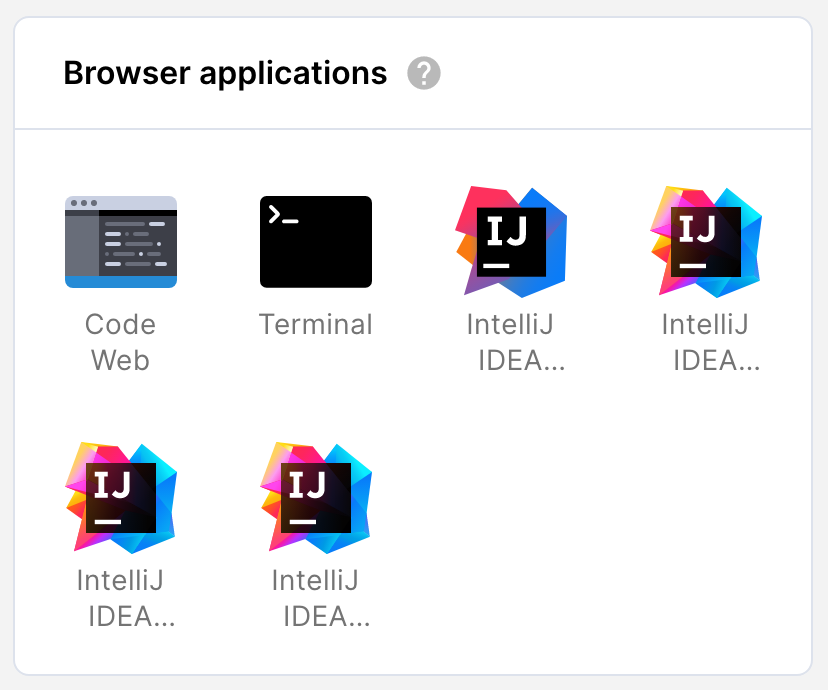 Browser applications ?
>_
IJ
IJ
Code
Web
Terminal
IntelliJ
IDEA...
IntelliJ
IDEA...
IJ
IJ
IntelliJ
IDEA...
IntelliJ
IDEA...